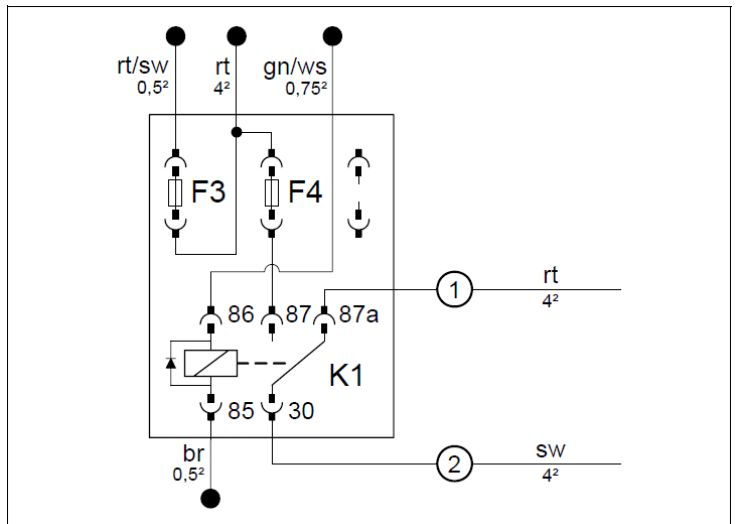 rt/sw rt gn/ws
0,5² 4² 0,75²
F3 F4
86 87 87a
1 rt
4²
K1
85 30
br
0,5²
2 sw
4²